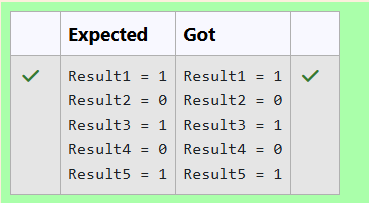 Expected Got
Result1 = 1 Result1 = 1
Result2 = 0 Result2 = 0
Result3 = 1 Result3 = 1
Result4 = 0 Result4 = 0
Result5 = 1 Result5 = 1